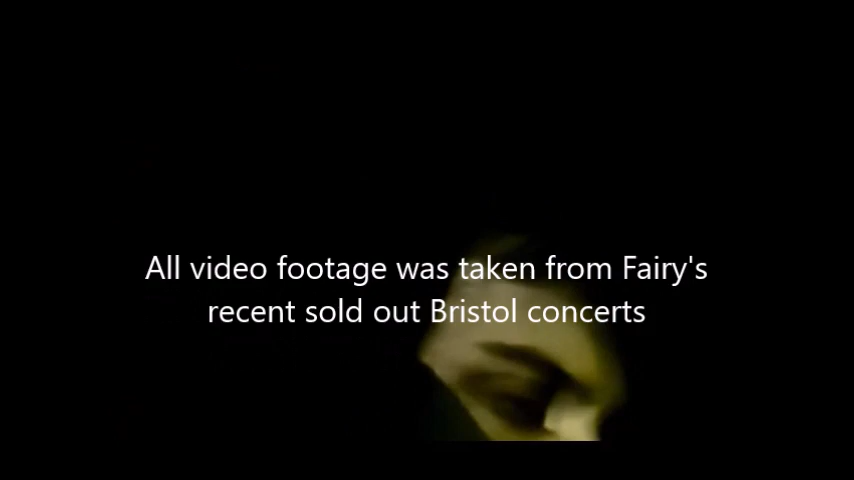 All video footage was taken from Fairy's
recent sold out Bristol concerts